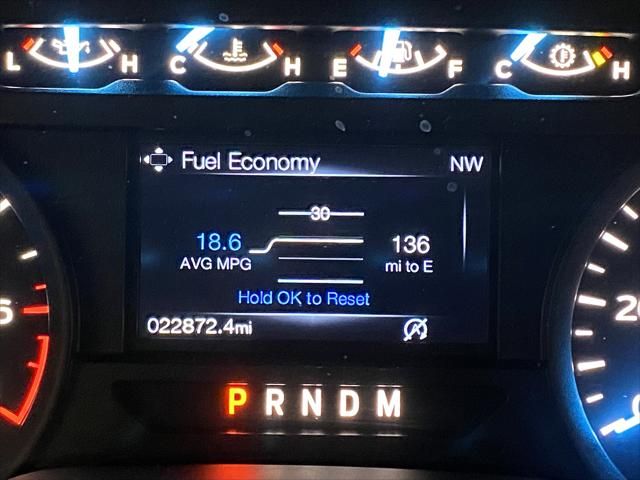 L H C H E F C H
Fuel Economy NW
30
18.6 136
AVG MPG mi to E
Hold OK to Reset
022872.4mi
P R N D M